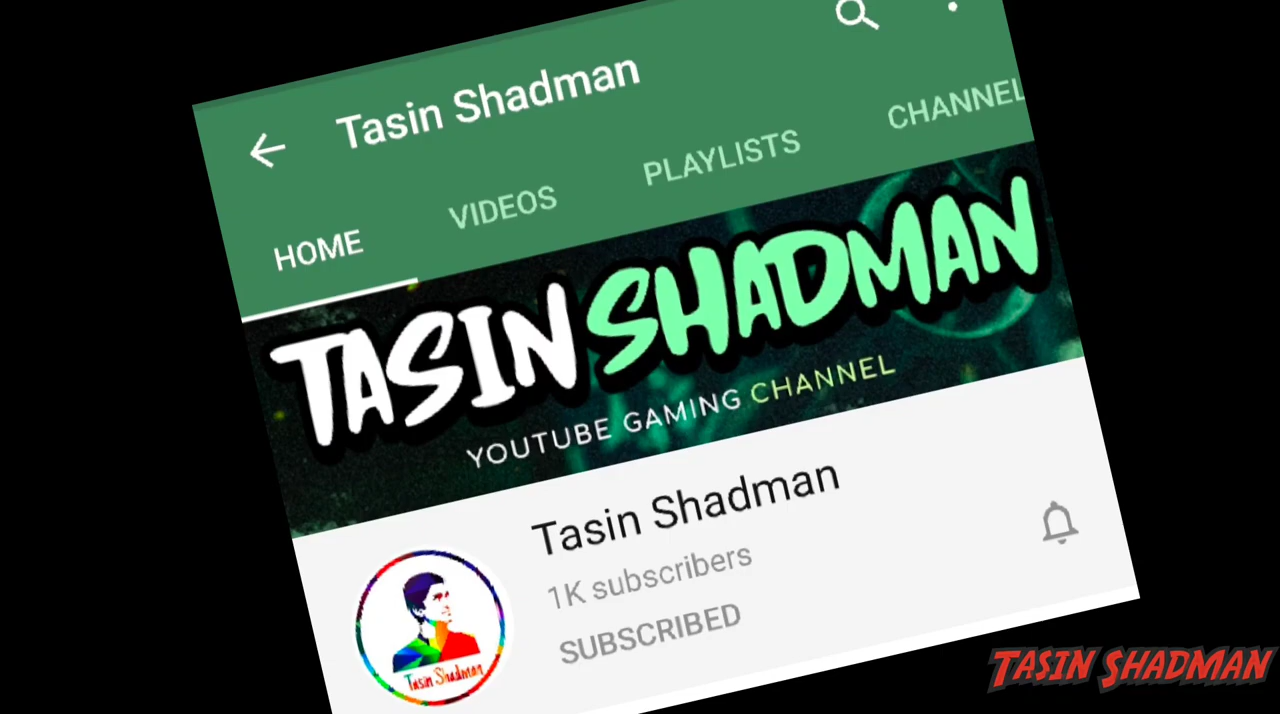 Tasin Shadman
HOME VIDEOS PLAYLISTS CHANNEL
TASIN SHADMAN
YOUTUBE GAMING CHANNEL
Tasin Shadman
1K subscribers
SUBSCRIBED
Tasin Shadman
TASIN SHADMAN